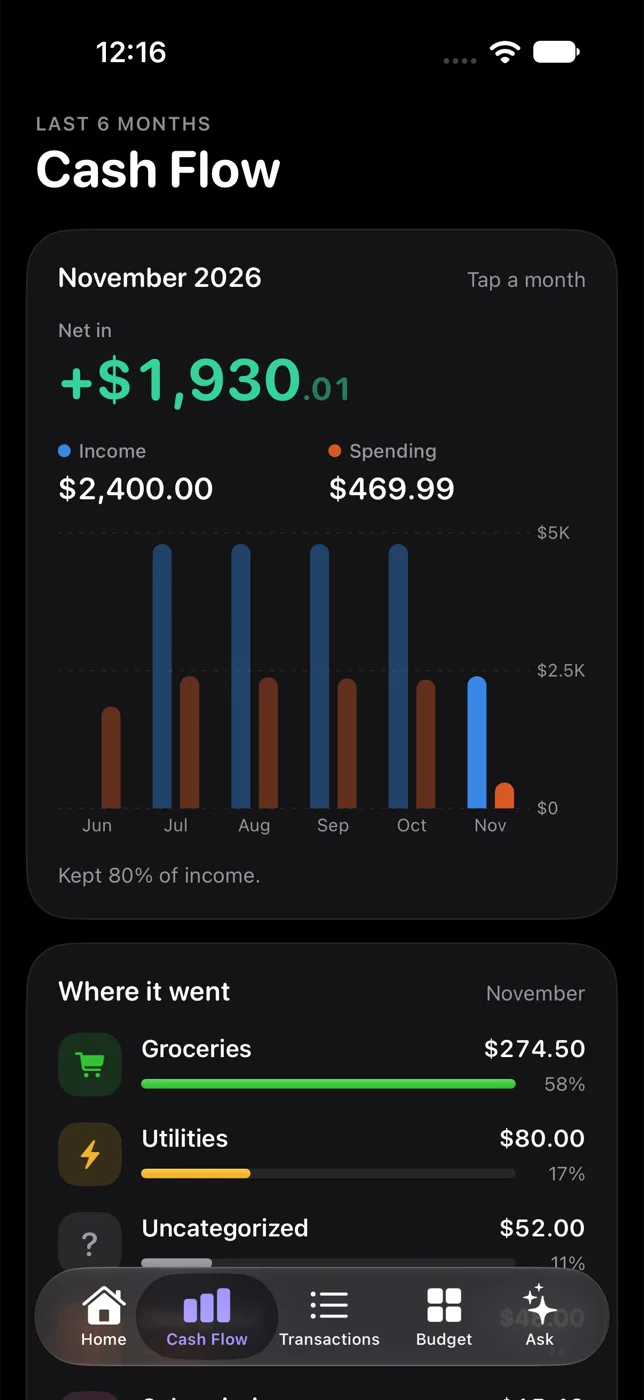 12:16
LAST 6 MONTHS
Cash Flow
November 2026
Tap a month
Net in
+$1,930.01
Income
Spending
$2,400.00
$469.99
$5K
$2.5K
$0
Jun Jul Aug Sep Oct Nov
Kept 80% of income.
Where it went
November
Groceries
$274.50
58%
Utilities
$80.00
17%
Uncategorized
$52.00
11%
Home
Cash Flow
Transactions
Budget
Ask